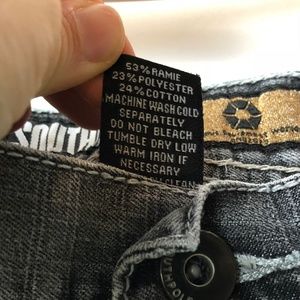 53% RAMIE
23% POLYESTER
24% COTTON
MACHINE WASH COLD
SEPARATELY
DO NOT BLEACH
TUMBLE DRY LOW
WARM IRON IF
NECESSARY
CLEAN
SOUTH